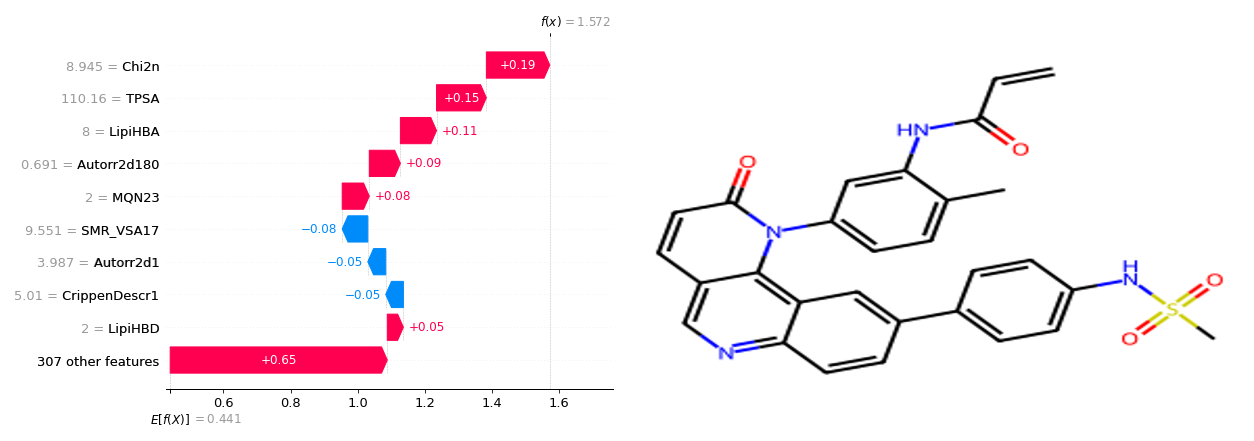 f(x) = 1.572
8.945 = Chi2n
+0.19
110.16 = TPSA
+0.15
8 = LipiHBA
+0.11
0.691 = Autorr2d180
+0.09
2 = MQN23
+0.08
9.551 = SMR_VSA17
−0.08
3.987 = Autorr2d1
−0.05
5.01 = CrippenDescr1
−0.05
2 = LipiHBD
+0.05
307 other features
+0.65
0.6 0.8 1.0 1.2 1.4 1.6
E[f(X)] = 0.441
HN
O
O
N
H
N
O
S
O
N